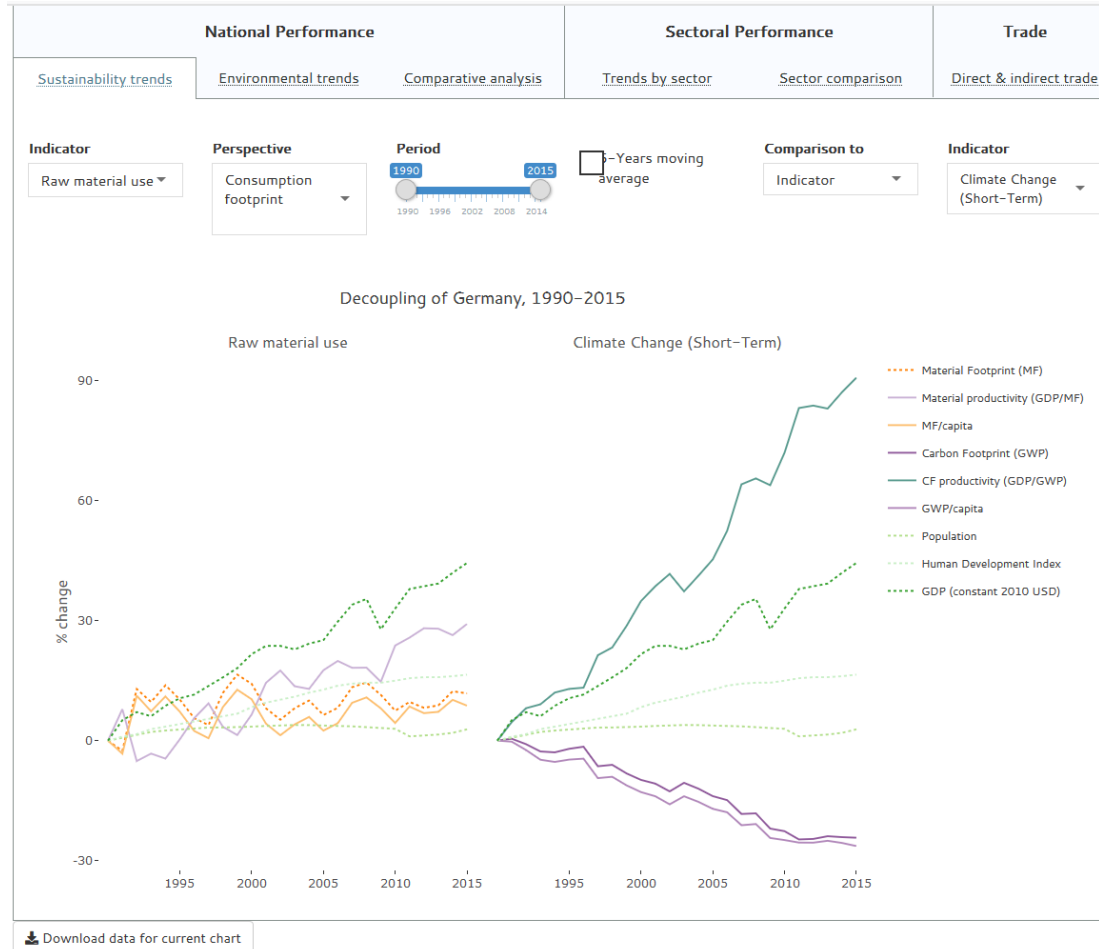 National Performance
Sectoral Performance
Trade
Sustainability trends
Environmental trends
Comparative analysis
Trends by sector
Sector comparison
Direct & indirect trade
Indicator
Perspective
Period
Comparison to
Indicator
Raw material use
Consumption
footprint
1990
2015
1990 1996 2002 2008 2014
-Years moving
average
Indicator
Climate Change
(Short-Term)
Decoupling of Germany, 1990-2015
Raw material use
Climate Change (Short-Term)
% change
90
60
30
0
-30
1995 2000 2005 2010 2015
1995 2000 2005 2010 2015
Material Footprint (MF)
Material productivity (GDP/MF)
MF/capita
Carbon Footprint (GWP)
CF productivity (GDP/GWP)
GWP/capita
Population
Human Development Index
GDP (constant 2010 USD)
Download data for current chart